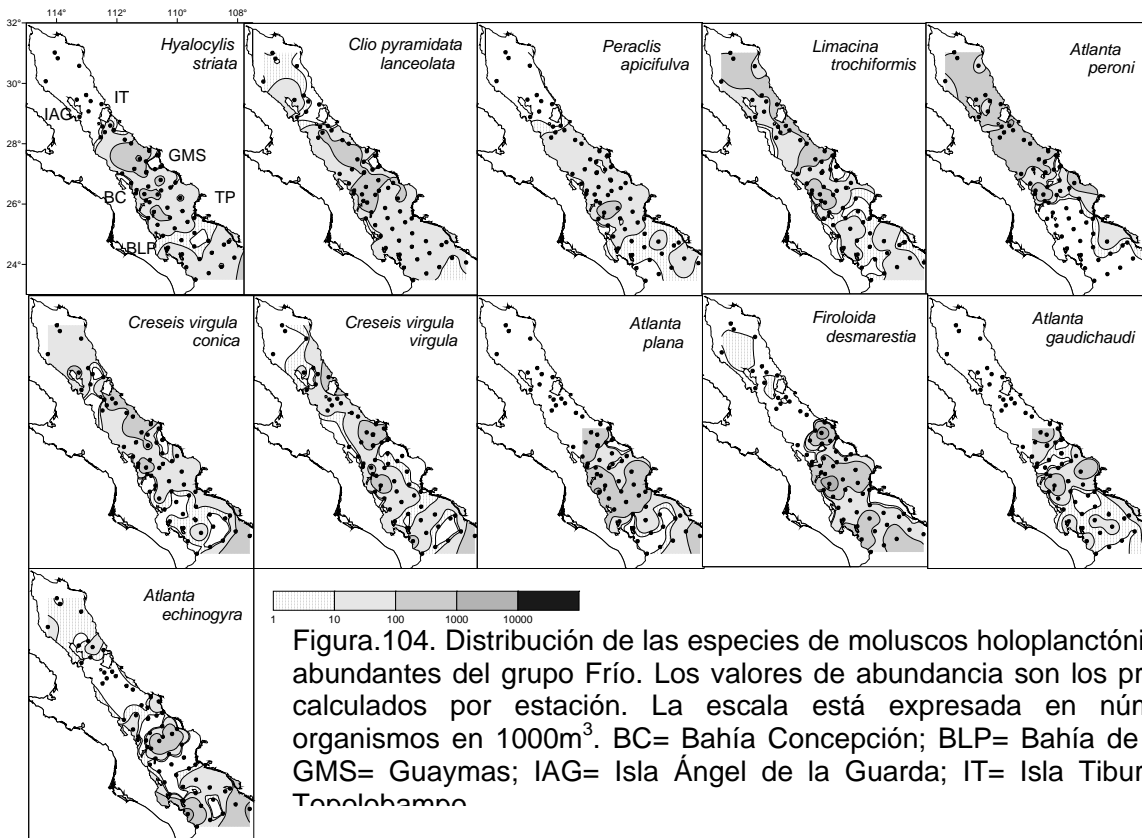 114° 112° 110° 108°
32°
30°
28°
26°
24°
Hyalocylis
striata
IT
IAG
GMS
BC
TP
BLP
Clio pyramidata
lanceolata
Peraclis
apicifulva
Limacina
trochiformis
Atlanta
peroni
Creseis virgula
conica
Creseis virgula
virgula
Atlanta
plana
Firoloida
desmarestia
Atlanta
gaudichaudi
Atlanta
echinogyra
1 10 100 1000 10000
Figura.104. Distribución de las especies de moluscos holoplanctóni
abundantes del grupo Frío. Los valores de abundancia son los pr
calculados por estación. La escala está expresada en núm
organismos en 1000m³. BC= Bahía Concepción; BLP= Bahía de
GMS= Guaymas; IAG= Isla Ángel de la Guarda; IT= Isla Tibur
Topolobampo